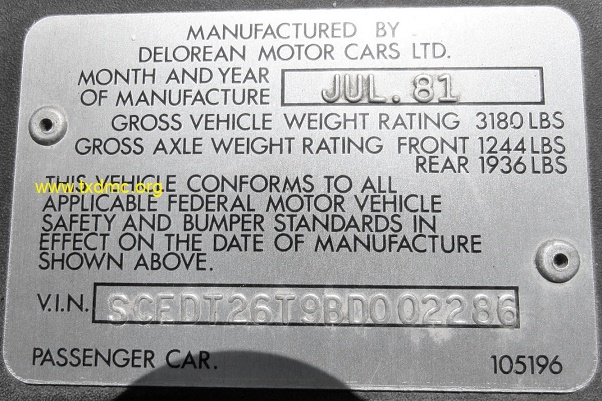 MANUFACTURED BY
DELOREAN MOTOR CARS LTD.
MONTH AND YEAR
OF MANUFACTURE JUL. 81
GROSS VEHICLE WEIGHT RATING 3180 LBS
GROSS AXLE WEIGHT RATING FRONT 1244 LBS
REAR 1936 LBS
www.txdmc.org
THIS VEHICLE CONFORMS TO ALL
APPLICABLE FEDERAL MOTOR VEHICLE
SAFETY AND BUMPER STANDARDS IN
EFFECT ON THE DATE OF MANUFACTURE
SHOWN ABOVE.
V.I.N. SCEDT26T9BD002286
PASSENGER CAR. 105196